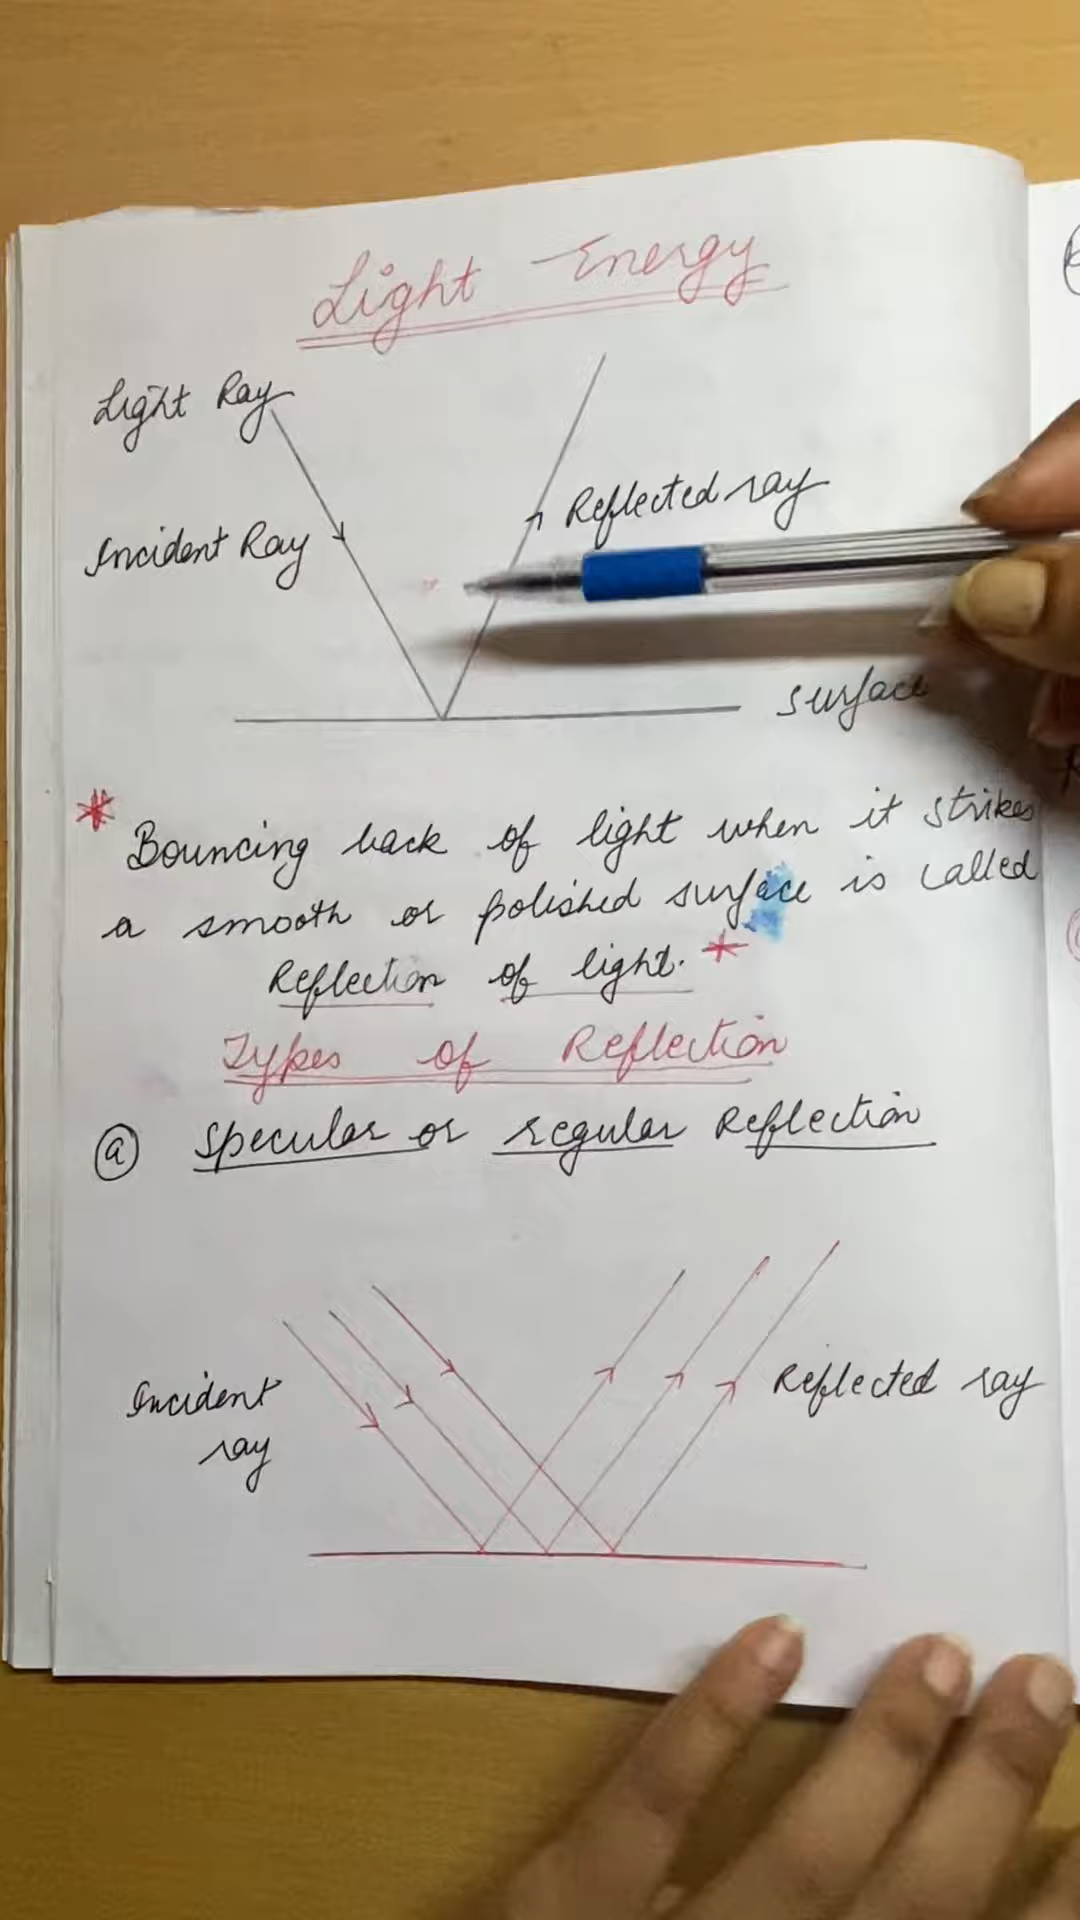 Light Energy
Light Ray
Reflected ray
Incident Ray
surface
* Bouncing back of light when it strikes
a smooth or polished surface is called
Reflection of light. *
Types of Reflection
(a) Specular or regular Reflection
Incident
ray
Reflected ray